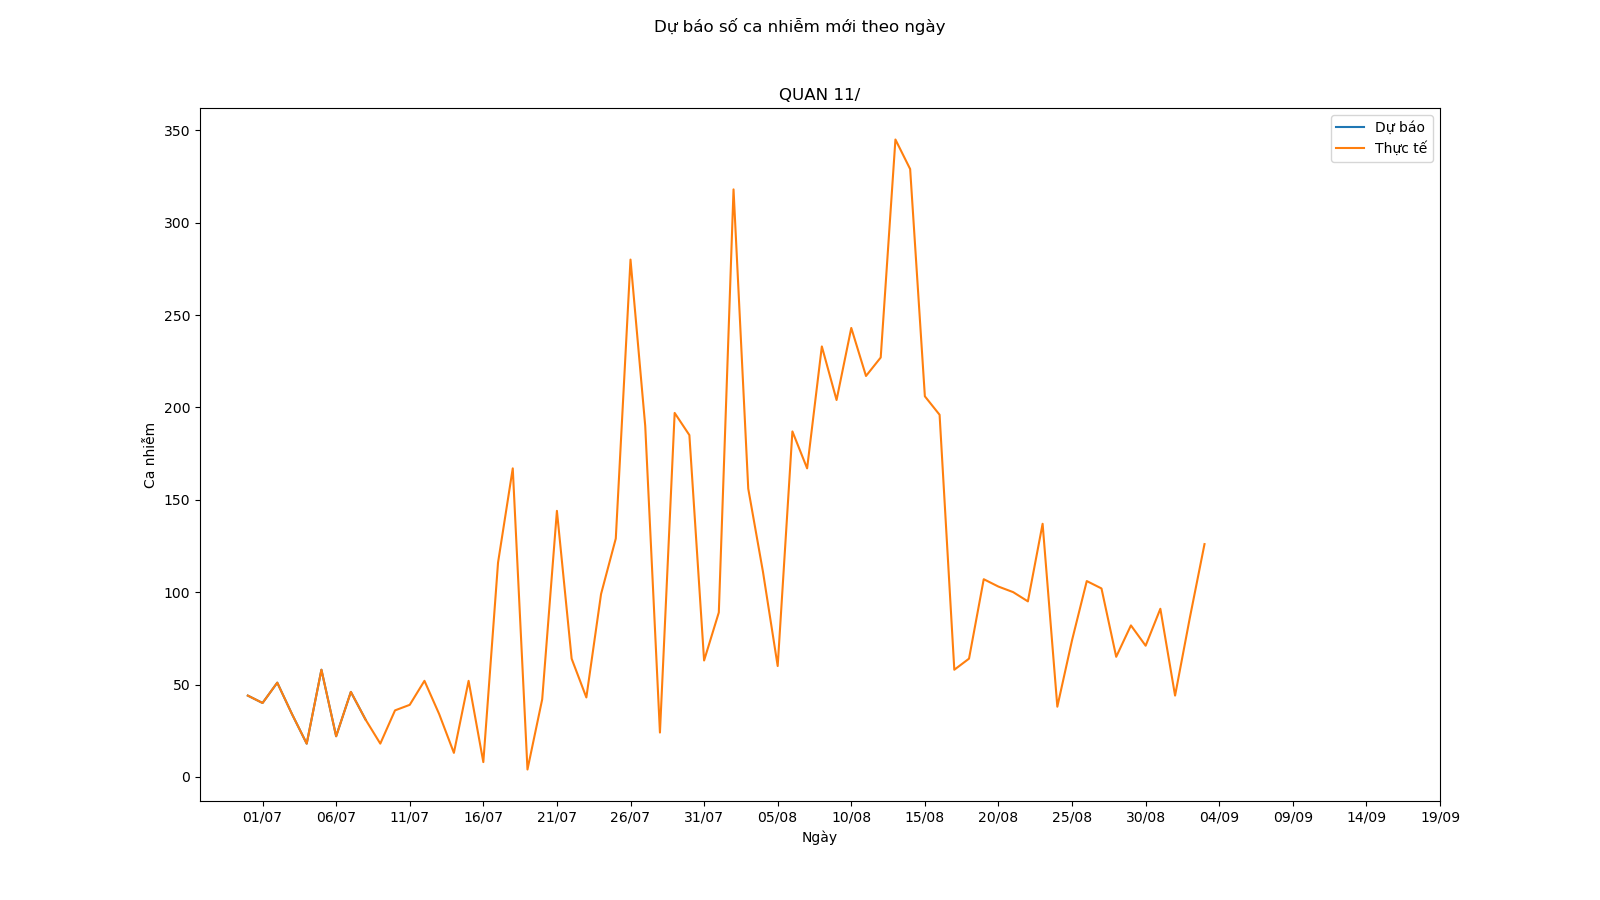 Dự báo số ca nhiễm mới theo ngày
QUAN 11/
Dự báo
Thực tế
350
300
250
200
150
100
50
0
Ca nhiễm
01/07 06/07 11/07 16/07 21/07 26/07 31/07 05/08 10/08 15/08 20/08 25/08 30/08 04/09 09/09 14/09 19/09
Ngày